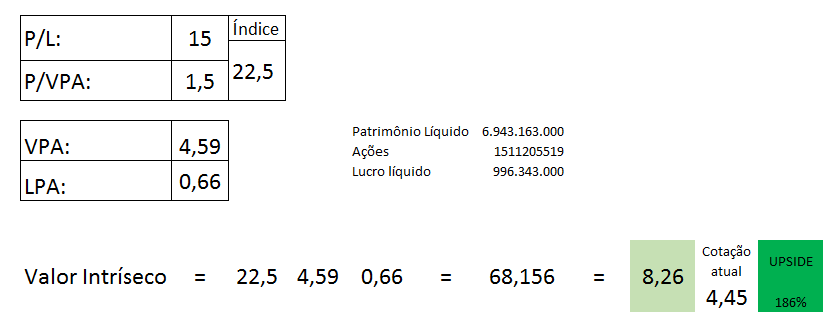 P/L: 15 Índice
P/VPA: 1,5 22,5
VPA: 4,59
LPA: 0,66
Patrimônio Líquido 6.943.163.000
Ações 1511205519
Lucro líquido 996.343.000
Valor Intríseco = 22,5 4,59 0,66 = 68,156 = 8,26
Cotação atual
4,45
UPSIDE
186%